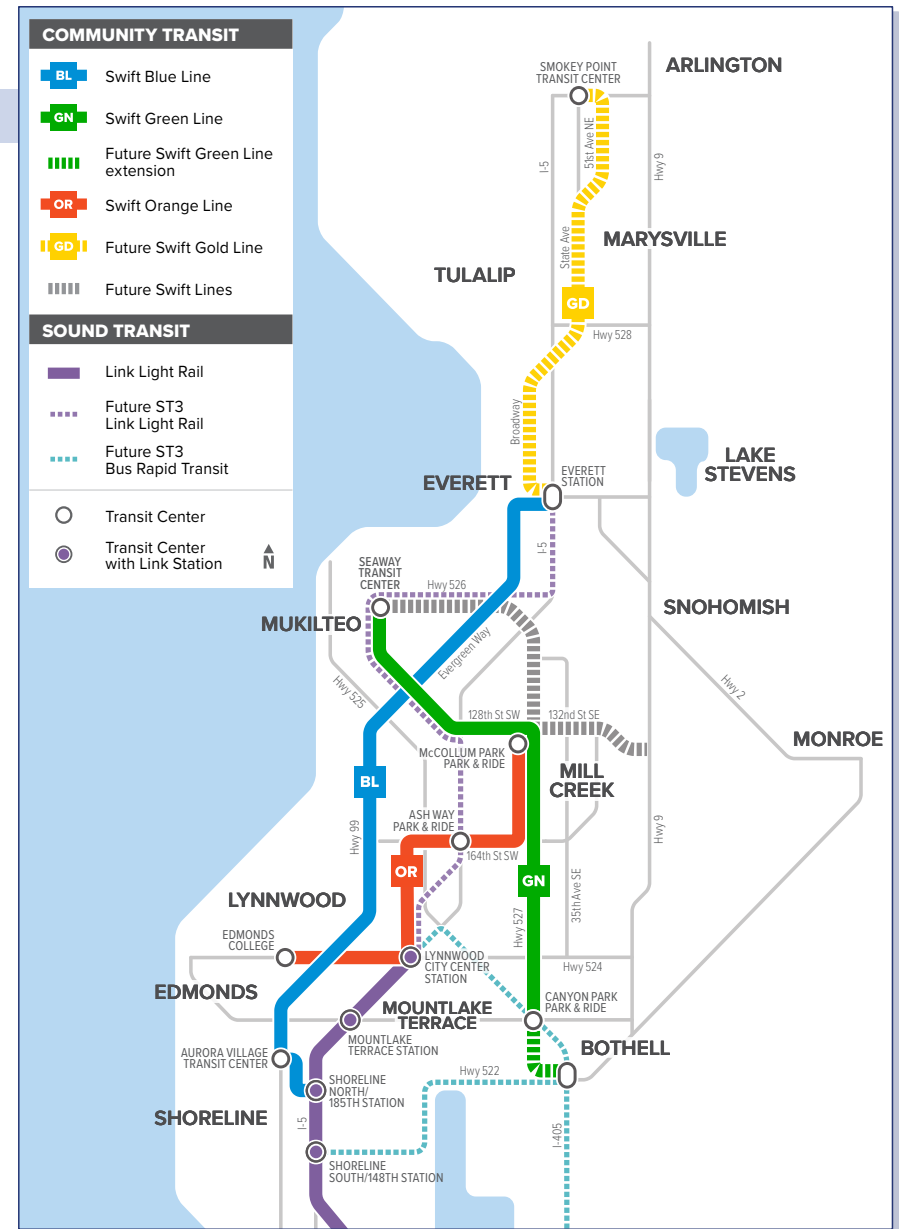 COMMUNITY TRANSIT
BL
Swift Blue Line
GN
Swift Green Line
Future Swift Green Line
extension
OR
Swift Orange Line
GD
Future Swift Gold Line
Future Swift Lines
SOUND TRANSIT
Link Light Rail
Future ST3
Link Light Rail
Future ST3
Bus Rapid Transit
Transit Center
Transit Center
with Link Station
N
SMOKEY POINT
TRANSIT CENTER
ARLINGTON
I-5
51st Ave NE
Hwy 9
State Ave
MARYSVILLE
TULALIP
GD
Hwy 528
Broadway
EVERETT
EVERETT
STATION
LAKE
STEVENS
I-5
SEAWAY
TRANSIT
CENTER
Hwy 526
MUKILTEO
SNOHOMISH
Evergreen Way
Hwy 525
Hwy 2
128th St SW
132nd St SE
McCOLLUM PARK
PARK & RIDE
MONROE
BL
MILL
CREEK
ASH WAY
PARK & RIDE
Hwy 99
164th St SW
Hwy 9
OR
GN
35th Ave SE
LYNNWOOD
Hwy 527
EDMONDS
COLLEGE
LYNNWOOD
CITY CENTER
STATION
Hwy 524
EDMONDS
MOUNTLAKE
TERRACE
CANYON PARK
PARK & RIDE
MOUNTLAKE
TERRACE STATION
BOTHELL
AURORA VILLAGE
TRANSIT CENTER
SHORELINE
NORTH/
185TH STATION
Hwy 522
SHORELINE
I-5
I-405
SHORELINE
SOUTH/148TH STATION